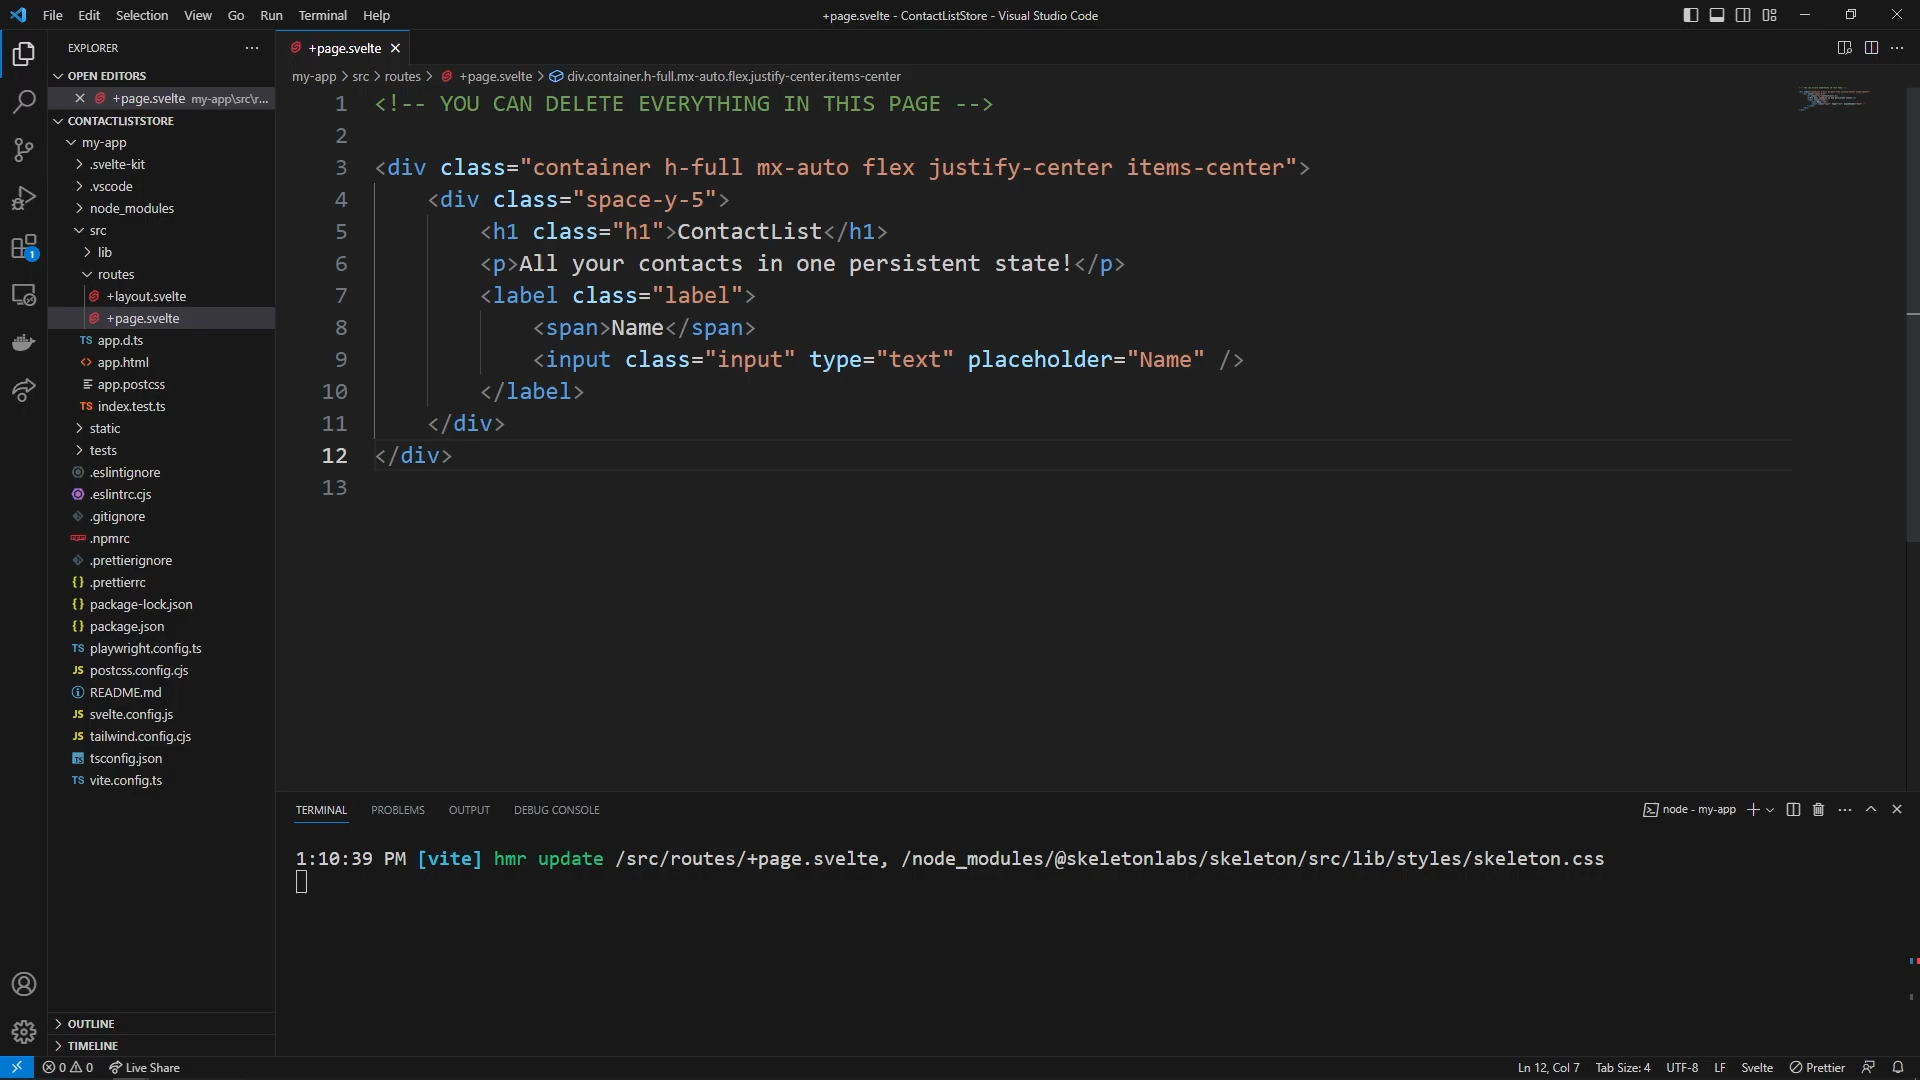 File Edit Selection View Go Run Terminal Help
+page.svelte - ContactListStore - Visual Studio Code
EXPLORER
OPEN EDITORS
+page.svelte my-app\src\r...
CONTACTLISTSTORE
my-app
.svelte-kit
.vscode
node_modules
src
lib
routes
+layout.svelte
+page.svelte
TS app.d.ts
app.html
app.postcss
TS index.test.ts
static
tests
.eslintignore
.eslintrc.cjs
.gitignore
.npmrc
.prettierignore
{} .prettierrc
{} package-lock.json
{} package.json
TS playwright.config.ts
JS postcss.config.cjs
README.md
JS svelte.config.js
JS tailwind.config.cjs
tsconfig.json
TS vite.config.ts
OUTLINE
TIMELINE
+page.svelte
my-app > src > routes > +page.svelte > div.container.h-full.mx-auto.flex.justify-center.items-center
1 <!-- YOU CAN DELETE EVERYTHING IN THIS PAGE -->
2
3 <div class="container h-full mx-auto flex justify-center items-center">
4 <div class="space-y-5">
5 <h1 class="h1">ContactList</h1>
6 <p>All your contacts in one persistent state!</p>
7 <label class="label">
8 <span>Name</span>
9 <input class="input" type="text" placeholder="Name" />
10 </label>
11 </div>
12 </div>
13
TERMINAL PROBLEMS OUTPUT DEBUG CONSOLE
node - my-app
1:10:39 PM [vite] hmr update /src/routes/+page.svelte, /node_modules/@skeletonlabs/skeleton/src/lib/styles/skeleton.css
1
0 0 Live Share
Ln 12, Col 7 Tab Size: 4 UTF-8 LF Svelte Prettier